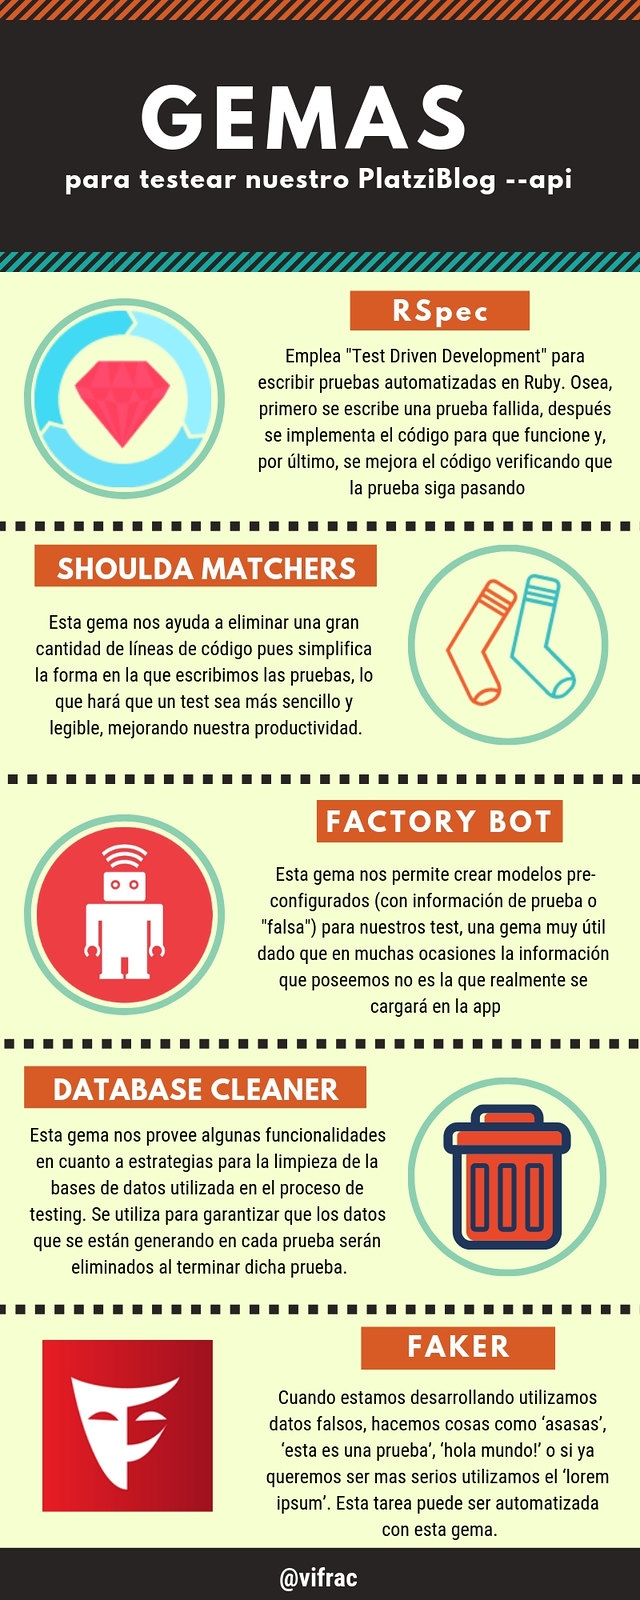 GEMAS
para testear nuestro PlatziBlog --api
RSpec
Emplea "Test Driven Development" para
escribir pruebas automatizadas en Ruby. Osea,
primero se escribe una prueba fallida, después
se implementa el código para que funcione y,
por último, se mejora el código verificando que
la prueba siga pasando
SHOULDA MATCHERS
Esta gema nos ayuda a eliminar una gran
cantidad de líneas de código pues simplifica
la forma en la que escribimos las pruebas, lo
que hará que un test sea más sencillo y
legible, mejorando nuestra productividad.
FACTORY BOT
Esta gema nos permite crear modelos pre-
configurados (con información de prueba o
"falsa") para nuestros test, una gema muy útil
dado que en muchas ocasiones la información
que poseemos no es la que realmente se
cargará en la app
DATABASE CLEANER
Esta gema nos provee algunas funcionalidades
en cuanto a estrategias para la limpieza de la
bases de datos utilizada en el proceso de
testing. Se utiliza para garantizar que los datos
que se están generando en cada prueba serán
eliminados al terminar dicha prueba.
FAKER
Cuando estamos desarrollando utilizamos
datos falsos, hacemos cosas como ‘asasas’,
‘esta es una prueba’, ‘hola mundo!’ o si ya
queremos ser mas serios utilizamos el ‘lorem
ipsum’. Esta tarea puede ser automatizada
con esta gema.
@vifrac